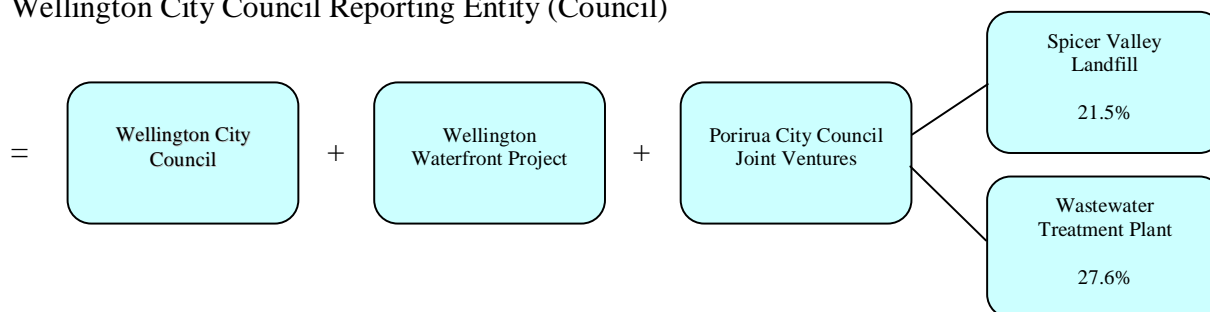 Wellington City Council Reporting Entity (Council)
=
Wellington City
Council
+
Wellington
Waterfront Project
+
Porirua City Council
Joint Ventures
Spicer Valley
Landfill
21.5%
Wastewater
Treatment Plant
27.6%